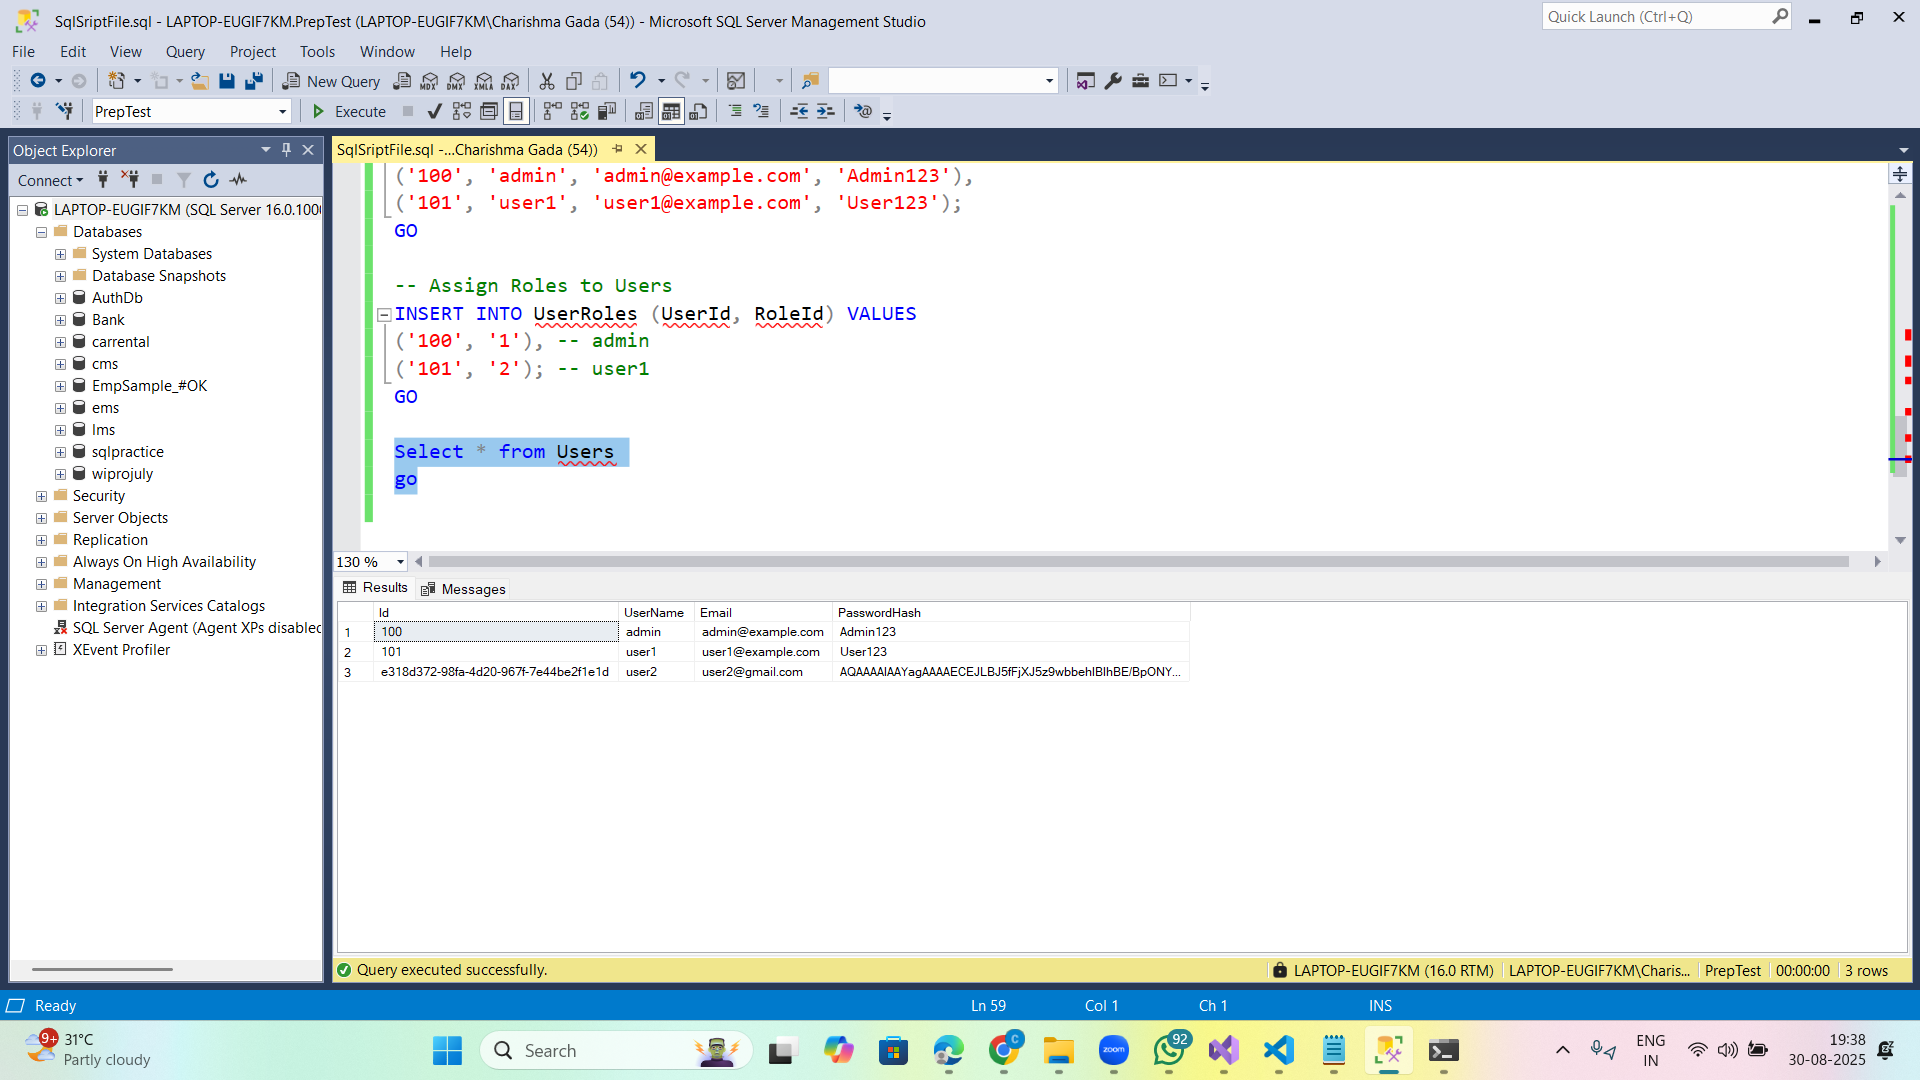 SqlSriptFile.sql - LAPTOP-EUGIF7KM.PrepTest (LAPTOP-EUGIF7KM\Charishma Gada (54)) - Microsoft SQL Server Management Studio
Quick Launch (Ctrl+Q)
File Edit View Query Project Tools Window Help
New Query MDX DMX XMLA DAX
PrepTest Execute
Object Explorer
SqlSriptFile.sql -...Charishma Gada (54))
Connect
LAPTOP-EUGIF7KM (SQL Server 16.0.1000
Databases
System Databases
Database Snapshots
AuthDb
Bank
carrental
cms
EmpSample_#OK
ems
lms
sqlpractice
wiprojuly
Security
Server Objects
Replication
Always On High Availability
Management
Integration Services Catalogs
SQL Server Agent (Agent XPs disabled
XEvent Profiler
('100', 'admin', 'admin@example.com', 'Admin123'),
('101', 'user1', 'user1@example.com', 'User123');
GO
-- Assign Roles to Users
INSERT INTO UserRoles (UserId, RoleId) VALUES
('100', '1'), -- admin
('101', '2'); -- user1
GO
Select * from Users
go
130 %
Results Messages
Id UserName Email PasswordHash
1 100 admin admin@example.com Admin123
2 101 user1 user1@example.com User123
3 e318d372-98fa-4d20-967f-7e44be2f1e1d user2 user2@gmail.com
Query executed successfully.
LAPTOP-EUGIF7KM (16.0 RTM) LAPTOP-EUGIF7KM\Charis... PrepTest 00:00:00 3 rows
Ready Ln 59 Col 1 Ch 1 INS
9+ 31°C
Partly cloudy
Search
C
zoom
92
ENG
IN
19:38
30-08-2025